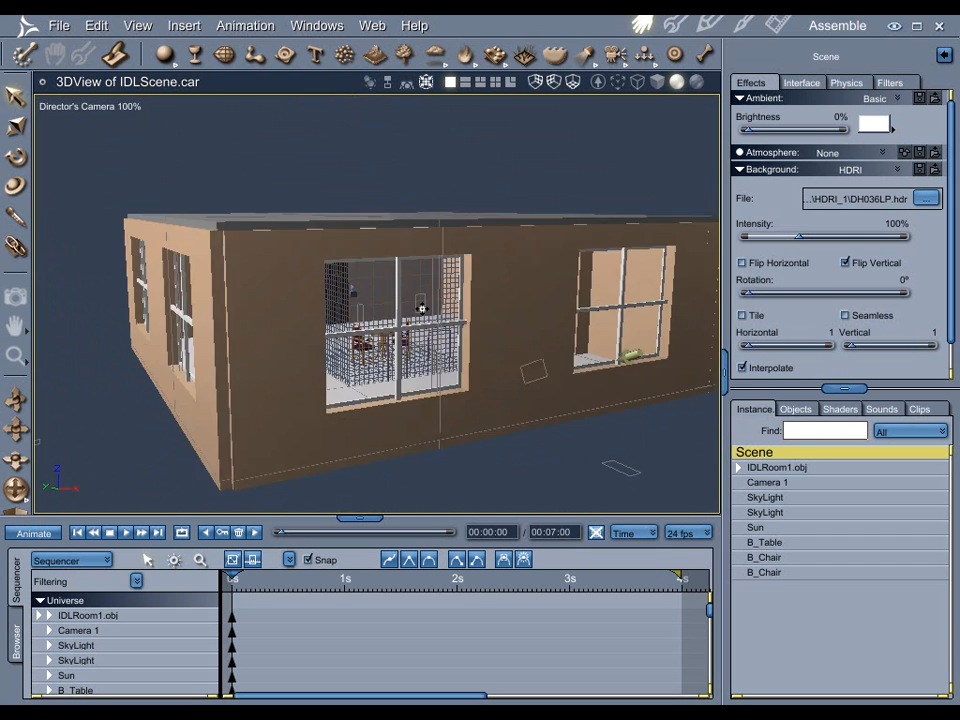 File Edit View Insert Animation Windows Web Help Assemble
3DView of IDLScene.car
Director's Camera 100%
Scene
Effects Interface Physics Filters
Ambient: Basic
Brightness 0%
Atmosphere: None
Background: HDRI
File: ...\HDRI_1\DH036LP.hdr ...
Intensity: 100%
Flip Horizontal Flip Vertical
Rotation: 0°
Tile Seamless
Horizontal 1 Vertical 1
Interpolate
Instance. Objects Shaders Sounds Clips
Find: All
Scene
IDLRoom1.obj
Camera 1
SkyLight
SkyLight
Sun
B_Table
B_Chair
B_Chair
Z
Y X
Animate 00:00:00 / 00:07:00 Time 24 fps
Sequencer
Browser
Sequencer Snap
Filtering 0s 1s 2s 3s 4s
Universe
IDLRoom1.obj
Camera 1
SkyLight
SkyLight
Sun
B_Table